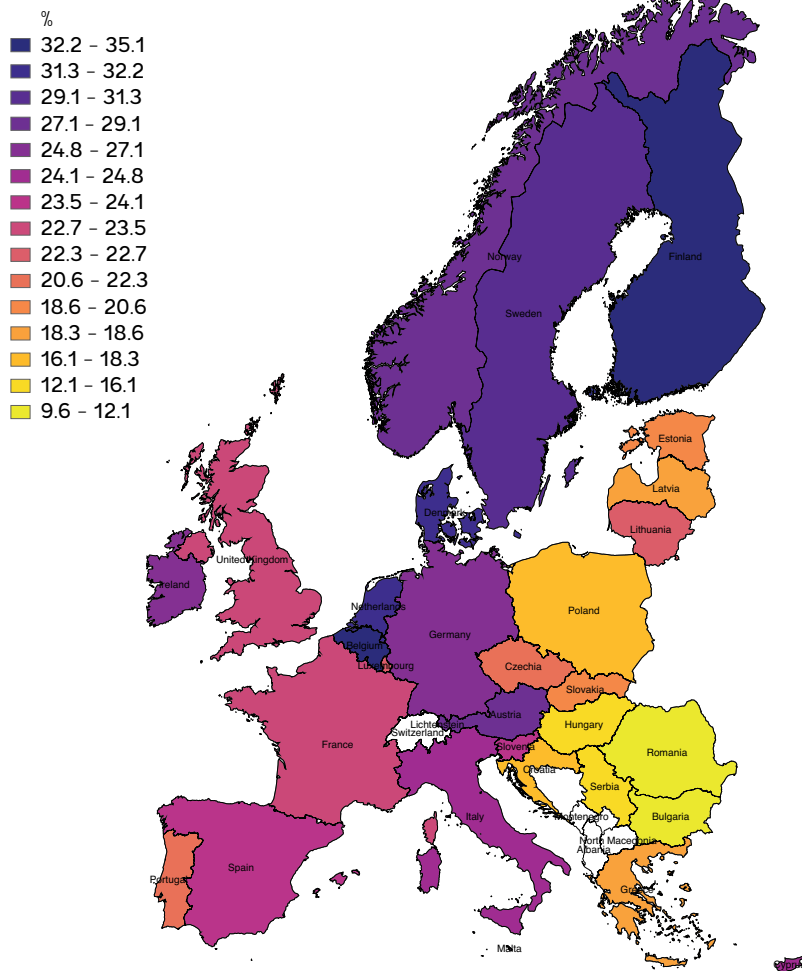 %
32.2 – 35.1
31.3 – 32.2
29.1 – 31.3
27.1 – 29.1
24.8 – 27.1
24.1 – 24.8
23.5 – 24.1
22.7 – 23.5
22.3 – 22.7
20.6 – 22.3
18.6 – 20.6
18.3 – 18.6
16.1 – 18.3
12.1 – 16.1
9.6 – 12.1
Norway
Finland
Sweden
Estonia
Latvia
Denmark
Lithuania
United Kingdom
Ireland
Netherlands
Poland
Germany
Belgium
Luxembourg
Czechia
Slovakia
Austria
Lichtenstein
Hungary
Switzerland
France
Slovenia
Romania
Croatia
Serbia
Italy
Montenegro
Bulgaria
North Macedonia
Albania
Spain
Portugal
Greece
Malta
Cyprus